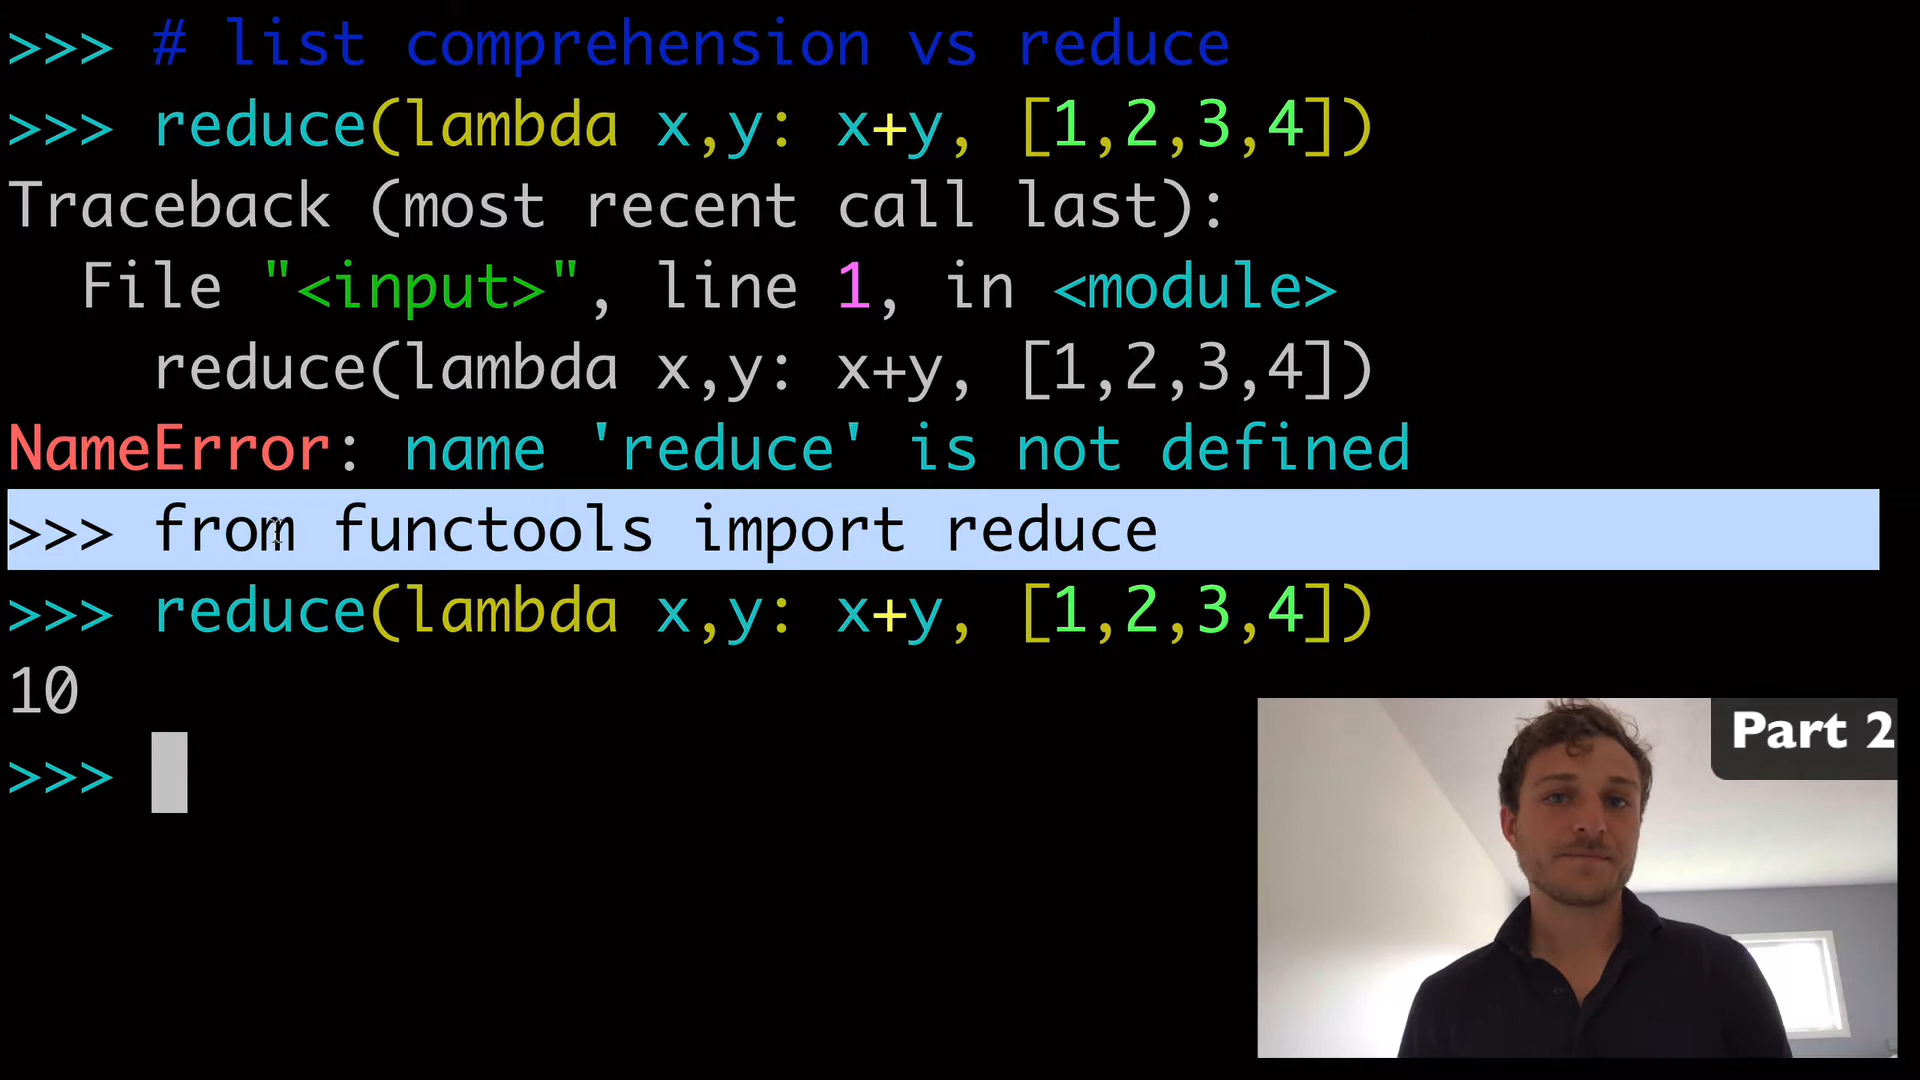 >>> # list comprehension vs reduce
>>> reduce(lambda x,y: x+y, [1,2,3,4])
Traceback (most recent call last):
  File "<input>", line 1, in <module>
    reduce(lambda x,y: x+y, [1,2,3,4])
NameError: name 'reduce' is not defined
>>> from functools import reduce
>>> reduce(lambda x,y: x+y, [1,2,3,4])
10
>>>
Part 2